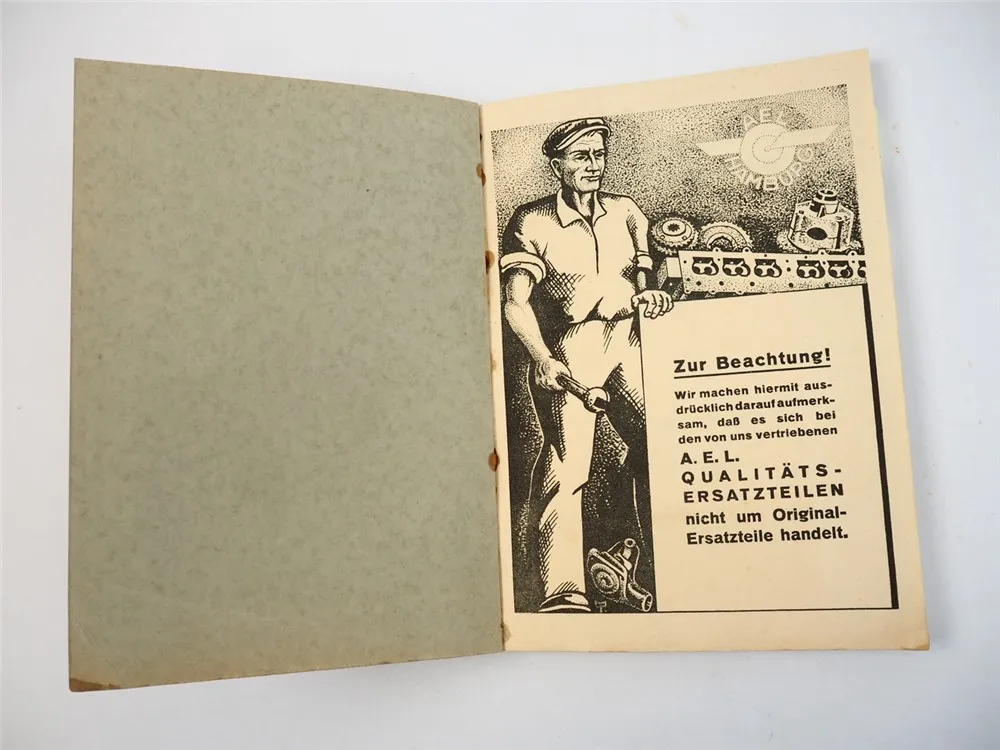 AEL
HAMBURG
Zur Beachtung!
Wir machen hiermit aus-
drücklich darauf aufmerk-
sam, daß es sich bei
den von uns vertriebenen
A. E. L.
QUALITÄTS-
ERSATZTEILEN
nicht um Original-
Ersatzteile handelt.